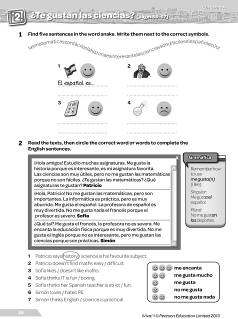 2 ¿Te gustan las ciencias?
1 Find five sentences in the word snake. Write them next to the correct symbols.
1
2
El español es…
3
4
2 Read the texts, then circle the correct word or words to complete the
English sentences.
¡Hola amigos! Estudio muchas asignaturas. Me gusta la
historia porque es interesante, es mi asignatura favorita.
Las ciencias son muy útiles, pero no me gustan las matemáticas
porque no son fáciles. ¿Te gustan las matemáticas? ¿Qué
asignaturas te gustan? Patricio
¡Hola, Patricio! No me gustan las matemáticas, pero son
importantes. La informática es práctica, pero es muy
aburrida. Me gusta el español. La profesora de español es
muy divertida. No me gusta nada el francés porque el
profesor es severo. Sofía
¿Qué tal? Me gusta el francés, la profesora no es severa. Me
encanta la educación física porque es muy divertida. No me
gusta el inglés porque no es interesante, pero me gustan las
ciencias porque son prácticas. Simón
Gramática
Remember how
to use
me gusta(n)
(I like).
Singular
Me gusta el
español.
Plural
No me gustan
los deportes.
1 Patricio says history / science is his favourite subject.
2 Patricio doesn't find maths easy / difficult.
3 Sofía likes / doesn't like maths.
4 Sofía thinks IT is fun / boring.
5 Sofía thinks her Spanish teacher is strict / fun.
6 Simón loves / hates PE.
7 Simón thinks English / science is practical.
me encanta
me gusta mucho
me gusta
no me gusta
no me gusta nada
¡Viva! 1 © Pearson Education Limited 2013